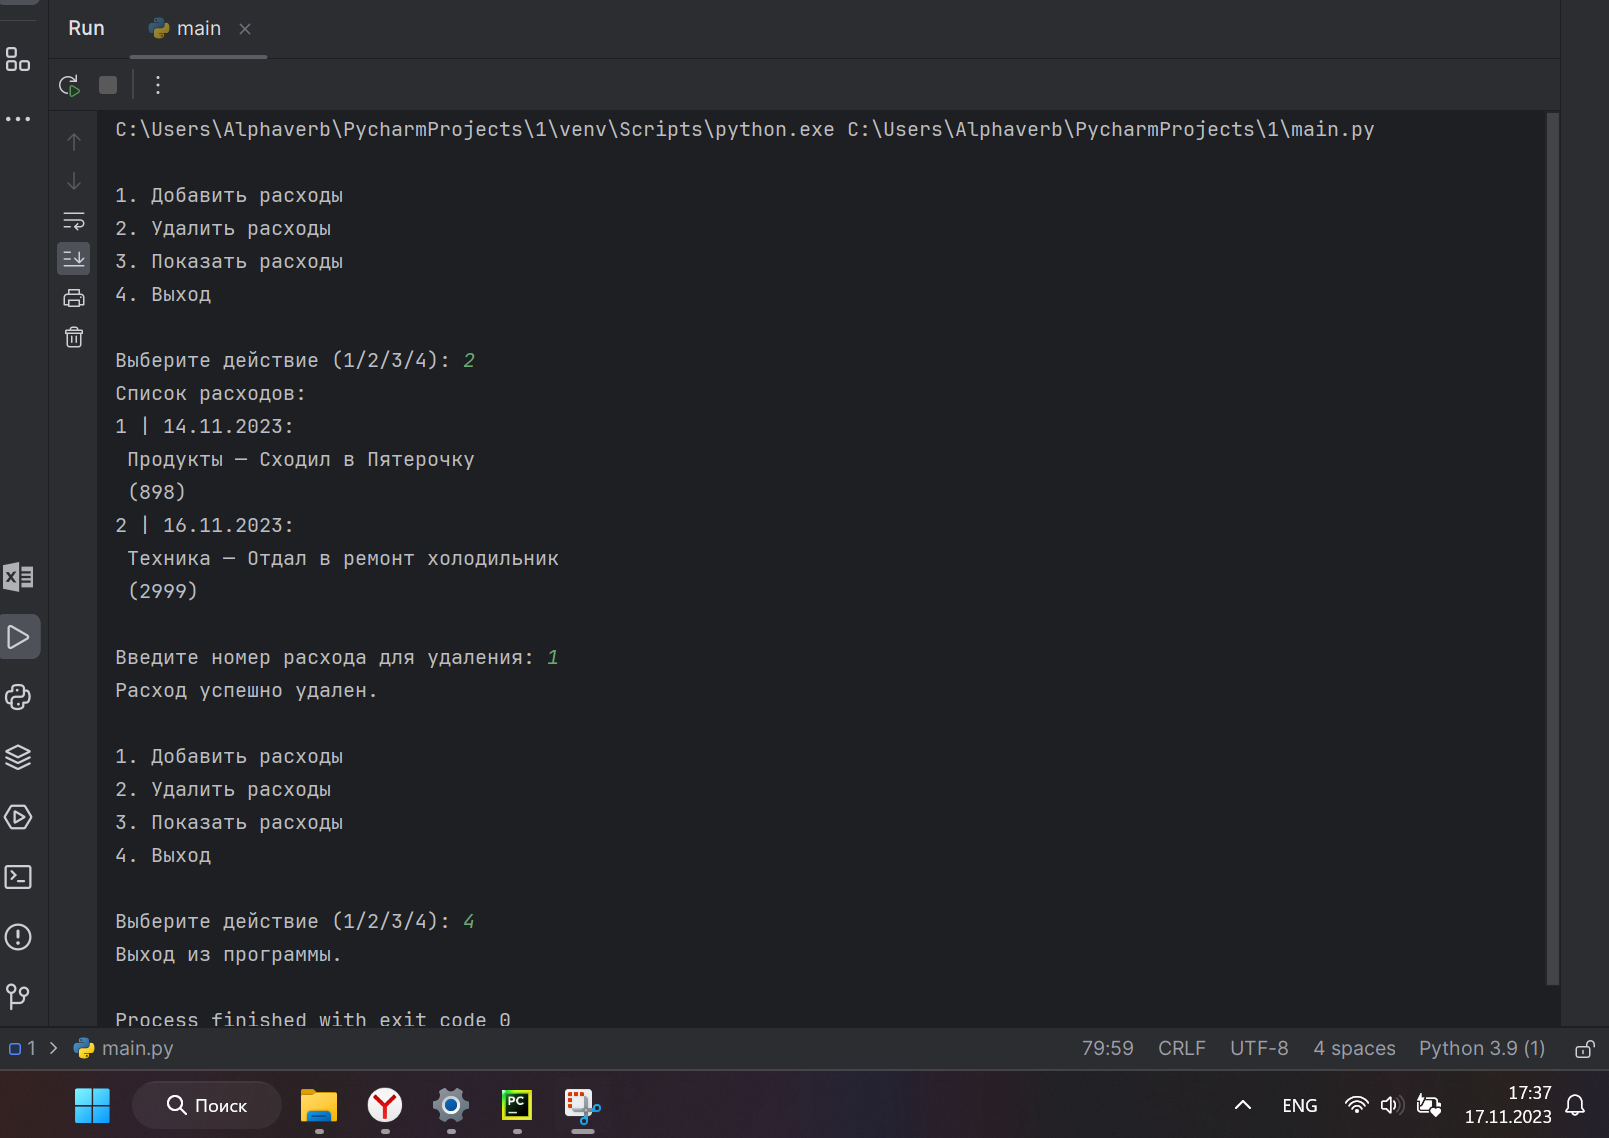 Run
main
C:\Users\Alphaverb\PycharmProjects\1\venv\Scripts\python.exe C:\Users\Alphaverb\PycharmProjects\1\main.py
1. Добавить расходы
2. Удалить расходы
3. Показать расходы
4. Выход
Выберите действие (1/2/3/4): 2
Список расходов:
1 | 14.11.2023:
Продукты — Сходил в Пятерочку
(898)
2 | 16.11.2023:
Техника — Отдал в ремонт холодильник
(2999)
Введите номер расхода для удаления: 1
Расход успешно удален.
1. Добавить расходы
2. Удалить расходы
3. Показать расходы
4. Выход
Выберите действие (1/2/3/4): 4
Выход из программы.
Process finished with exit code 0
1 > main.py 79:59 CRLF UTF-8 4 spaces Python 3.9 (1)
Поиск
PC
ENG
17:37
17.11.2023